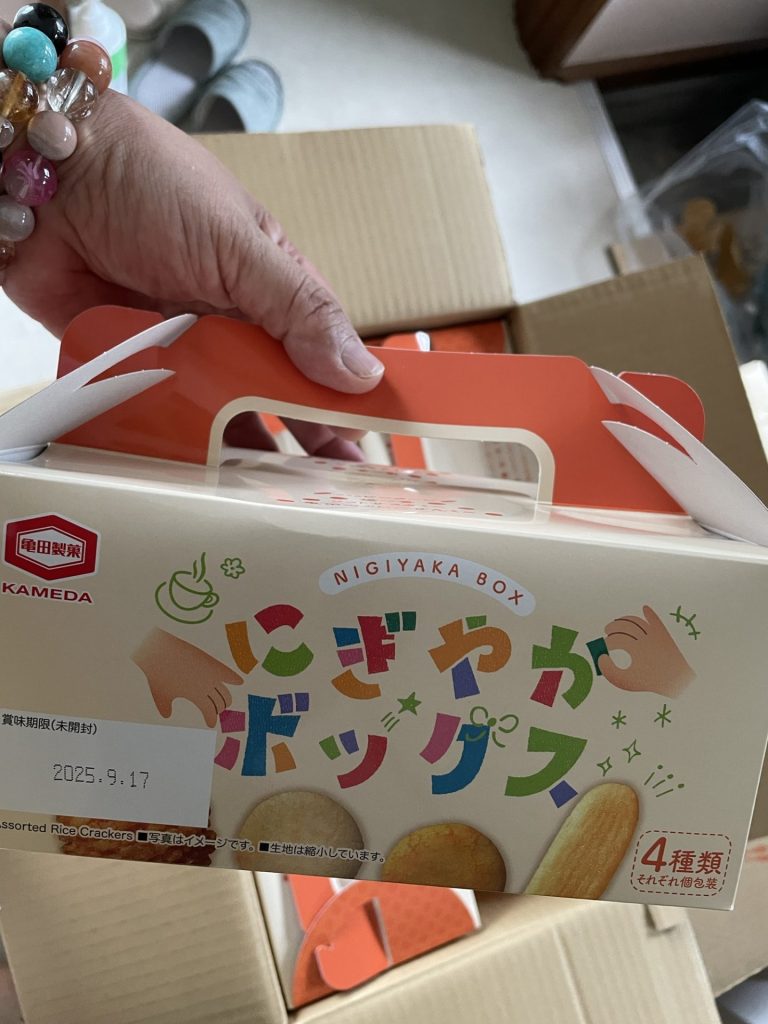 亀田製菓
KAMEDA
NIGIYAKA BOX
にぎやか
ボックス
賞味期限(未開封)
2025.9.17
Assorted Rice Crackers ■写真はイメージです。■生地は縮小しています。
4種類
それぞれ個包装